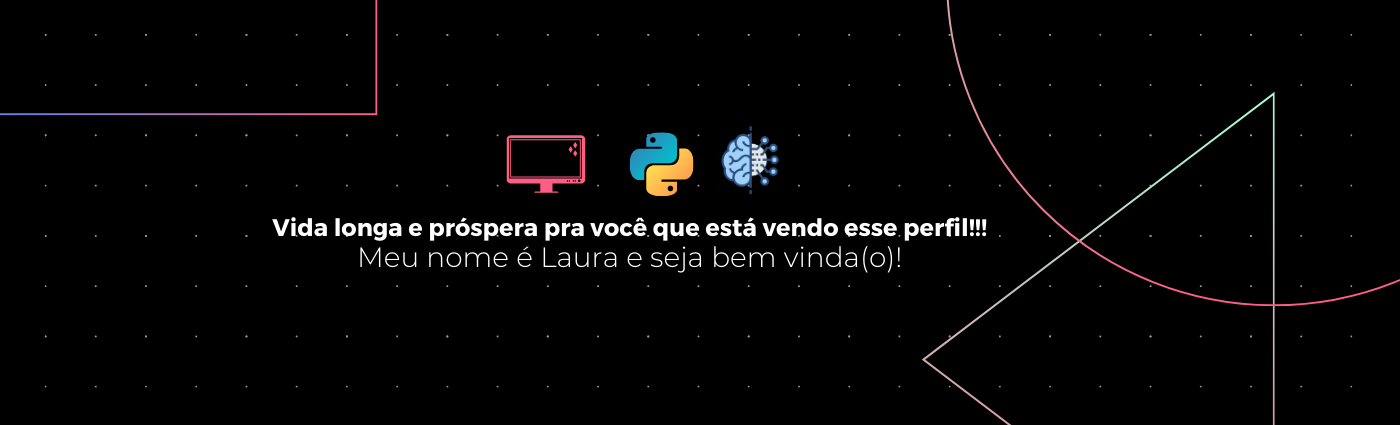 Vida longa e próspera pra você que está vendo esse perfil!!!
Meu nome é Laura e seja bem vinda(o)!